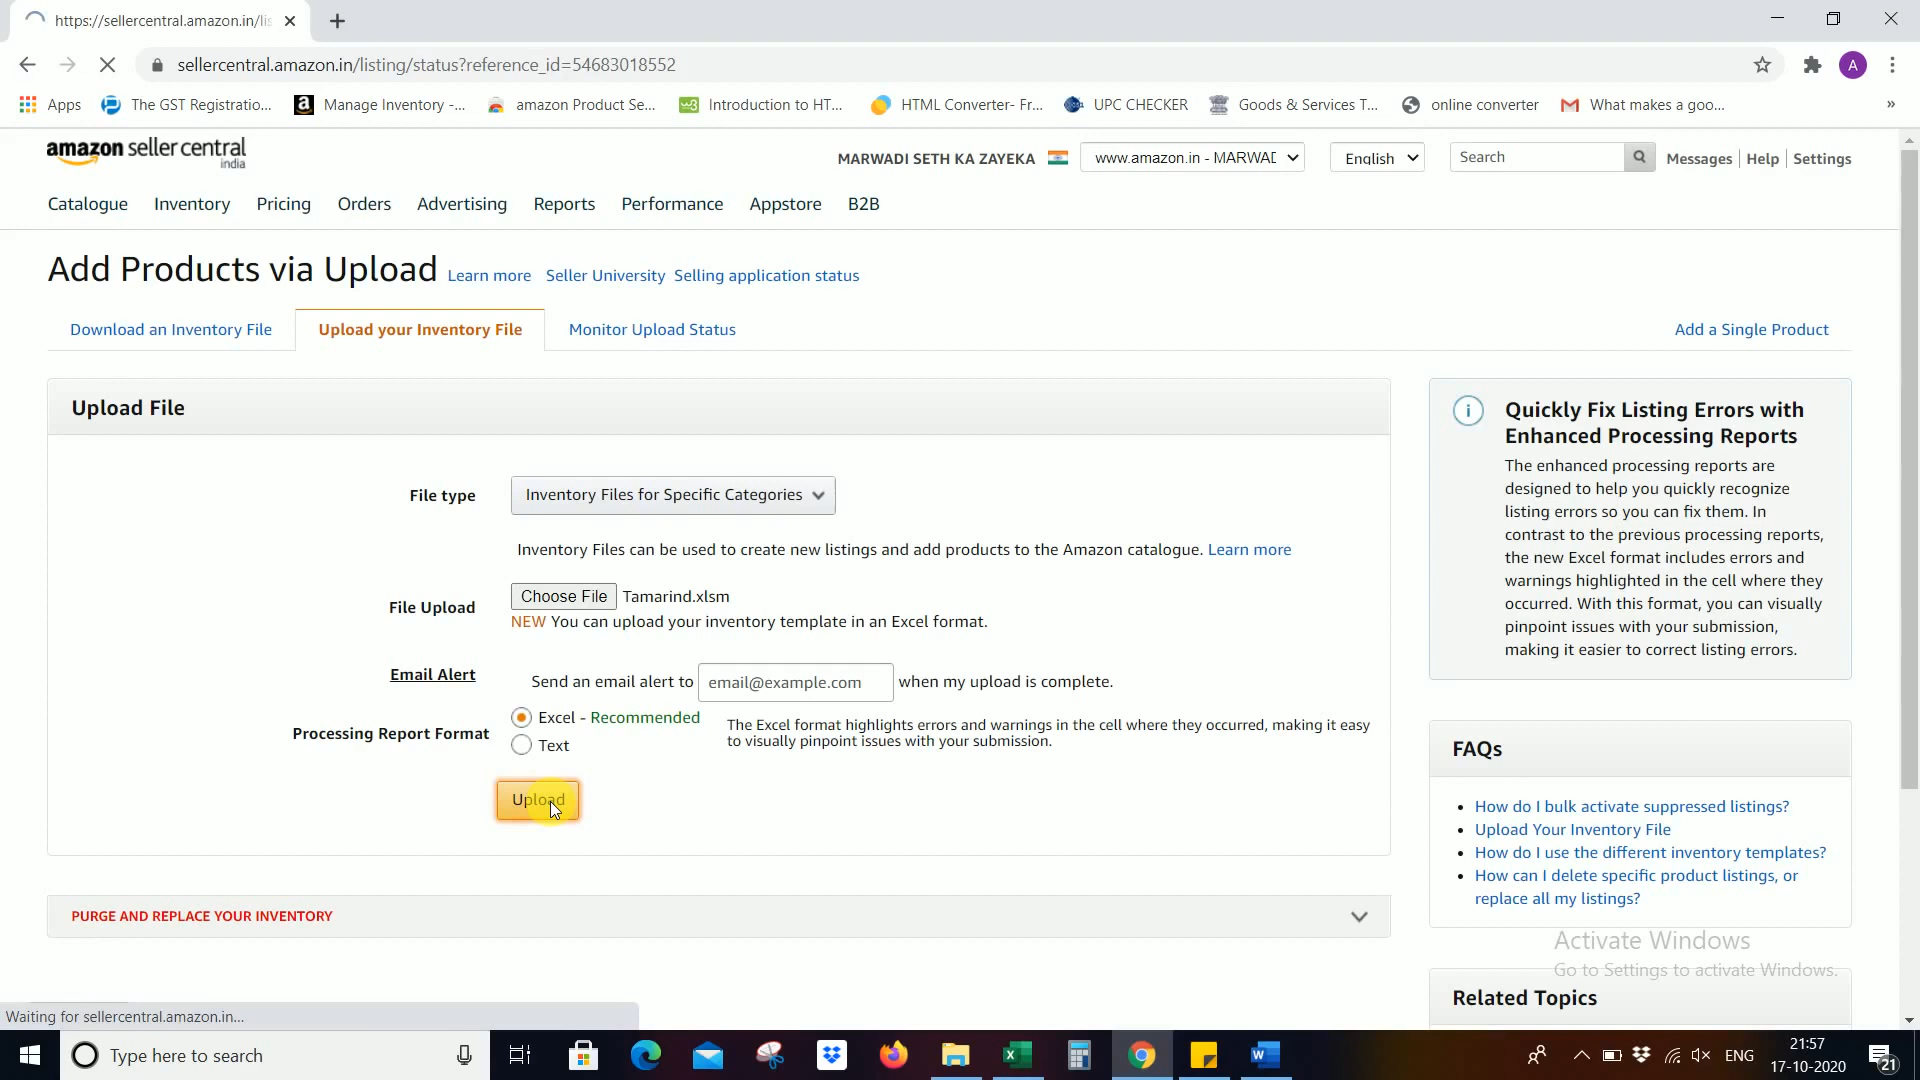 https://sellercentral.amazon.in/lis
sellercentral.amazon.in/listing/status?reference_id=54683018552
A
Apps
The GST Registratio...
Manage Inventory -...
amazon Product Se...
Introduction to HT...
HTML Converter- Fr...
UPC CHECKER
Goods & Services T...
online converter
What makes a goo...
»
amazon seller central
india
MARWADI SETH KA ZAYEKA
www.amazon.in - MARWAD
English
Search
Messages
Help
Settings
Catalogue
Inventory
Pricing
Orders
Advertising
Reports
Performance
Appstore
B2B
Add Products via Upload
Learn more
Seller University
Selling application status
Download an Inventory File
Upload your Inventory File
Monitor Upload Status
Add a Single Product
Upload File
File type
Inventory Files for Specific Categories
Inventory Files can be used to create new listings and add products to the Amazon catalogue. Learn more
File Upload
Choose File Tamarind.xlsm
NEW You can upload your inventory template in an Excel format.
Email Alert
Send an email alert to email@example.com when my upload is complete.
Processing Report Format
Excel - Recommended
Text
The Excel format highlights errors and warnings in the cell where they occurred, making it easy
to visually pinpoint issues with your submission.
Upload
PURGE AND REPLACE YOUR INVENTORY
Quickly Fix Listing Errors with
Enhanced Processing Reports
The enhanced processing reports are
designed to help you quickly recognize
listing errors so you can fix them. In
contrast to the previous processing reports,
the new Excel format includes errors and
warnings highlighted in the cell where they
occurred. With this format, you can visually
pinpoint issues with your submission,
making it easier to correct listing errors.
FAQs
How do I bulk activate suppressed listings?
Upload Your Inventory File
How do I use the different inventory templates?
How can I delete specific product listings, or
replace all my listings?
Activate Windows
Go to Settings to activate Windows.
Related Topics
Waiting for sellercentral.amazon.in...
Type here to search
ENG
21:57
17-10-2020
21